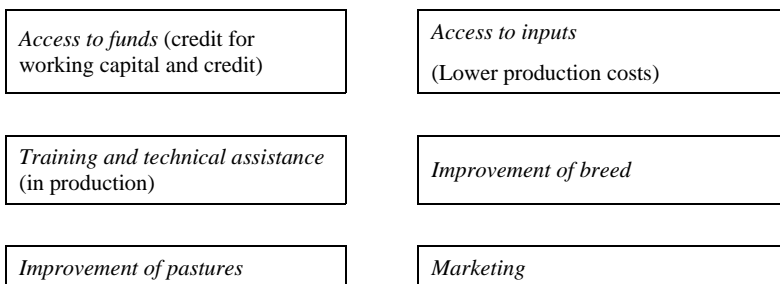 Access to funds (credit for
working capital and credit)
Access to inputs
(Lower production costs)
Training and technical assistance
(in production)
Improvement of breed
Improvement of pastures
Marketing